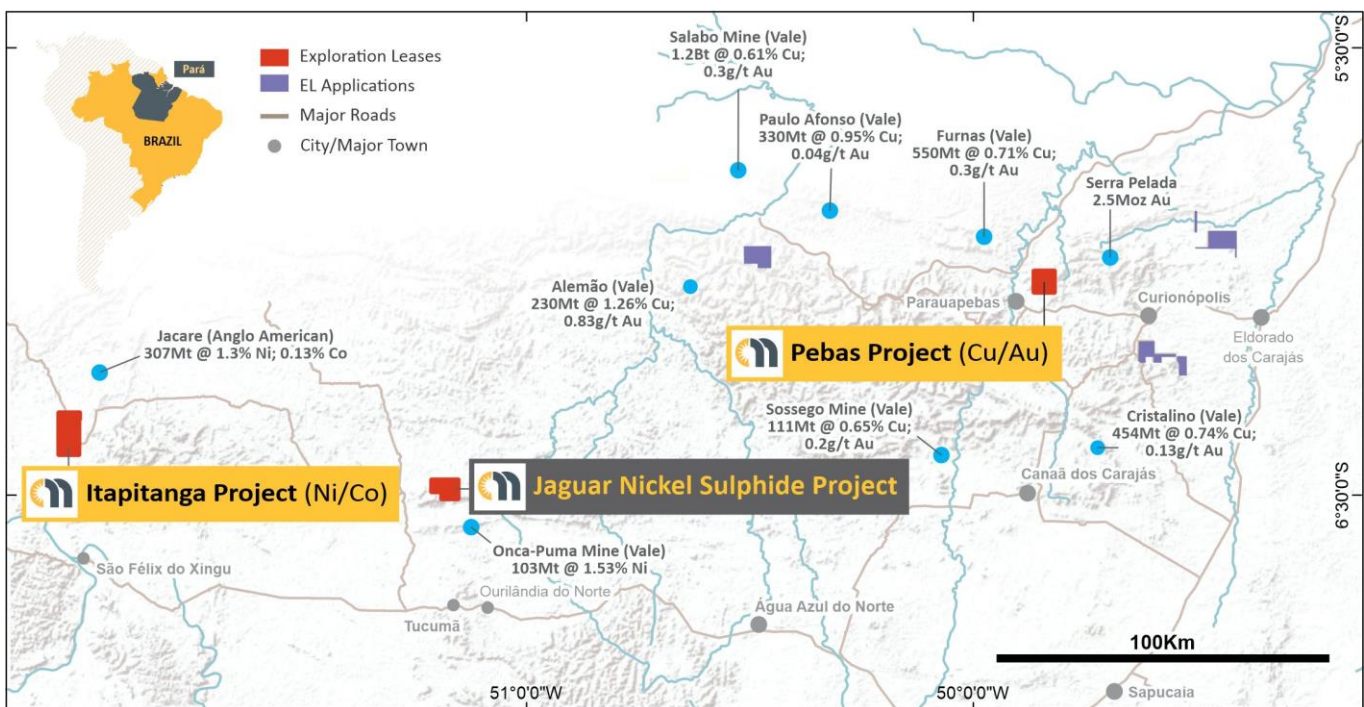 Pará
BRAZIL
Exploration Leases
EL Applications
Major Roads
City/Major Town
Salabo Mine (Vale)
1.2Bt @ 0.61% Cu;
0.3g/t Au
Paulo Afonso (Vale)
330Mt @ 0.95% Cu;
0.04g/t Au
Furnas (Vale)
550Mt @ 0.71% Cu;
0.3g/t Au
Serra Pelada
2.5Moz Au
5°30'0"S
Alemão (Vale)
230Mt @ 1.26% Cu;
0.83g/t Au
Parauapebas
Curionópolis
Eldorado
dos Carajás
Jacare (Anglo American)
307Mt @ 1.3% Ni; 0.13% Co
Pebas Project (Cu/Au)
Sossego Mine (Vale)
111Mt @ 0.65% Cu;
0.2g/t Au
Cristalino (Vale)
454Mt @ 0.74% Cu;
0.13g/t Au
Itapitanga Project (Ni/Co)
Jaguar Nickel Sulphide Project
Canaã dos Carajás
6°30'0"S
Onca-Puma Mine (Vale)
103Mt @ 1.53% Ni
São Félix do Xingu
Ourilândia do Norte
Tucumã
Água Azul do Norte
100Km
51°0'0"W
50°0'0"W
Sapucaia